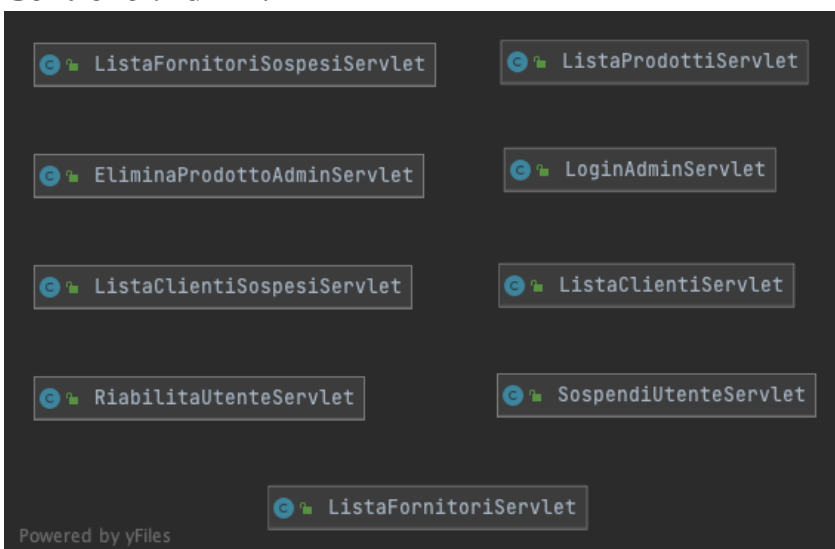 ListaFornitoriSospesiServlet
ListaProdottiServlet
EliminaProdottoAdminServlet
LoginAdminServlet
ListaClientiSospesiServlet
ListaClientiServlet
RiabilitaUtenteServlet
SospendiUtenteServlet
ListaFornitoriServlet
Powered by yFiles